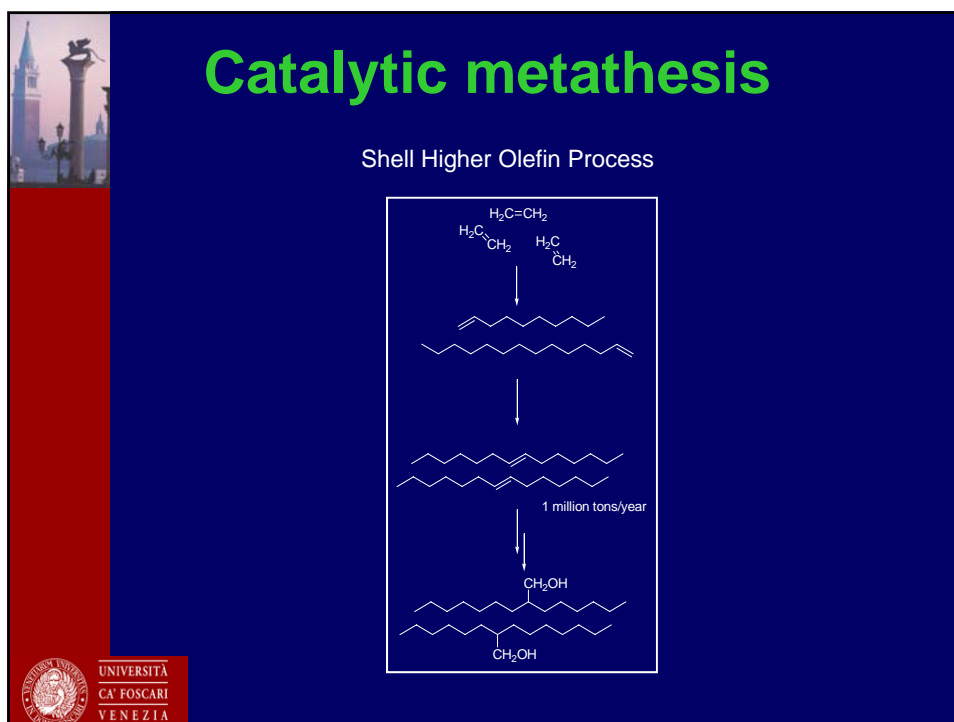 Catalytic metathesis
Shell Higher Olefin Process
H₂C=CH₂
H₂C
CH₂
H₂C
CH₂
1 million tons/year
CH₂OH
CH₂OH
UNIVERSITÀ
CA' FOSCARI
VENEZIA